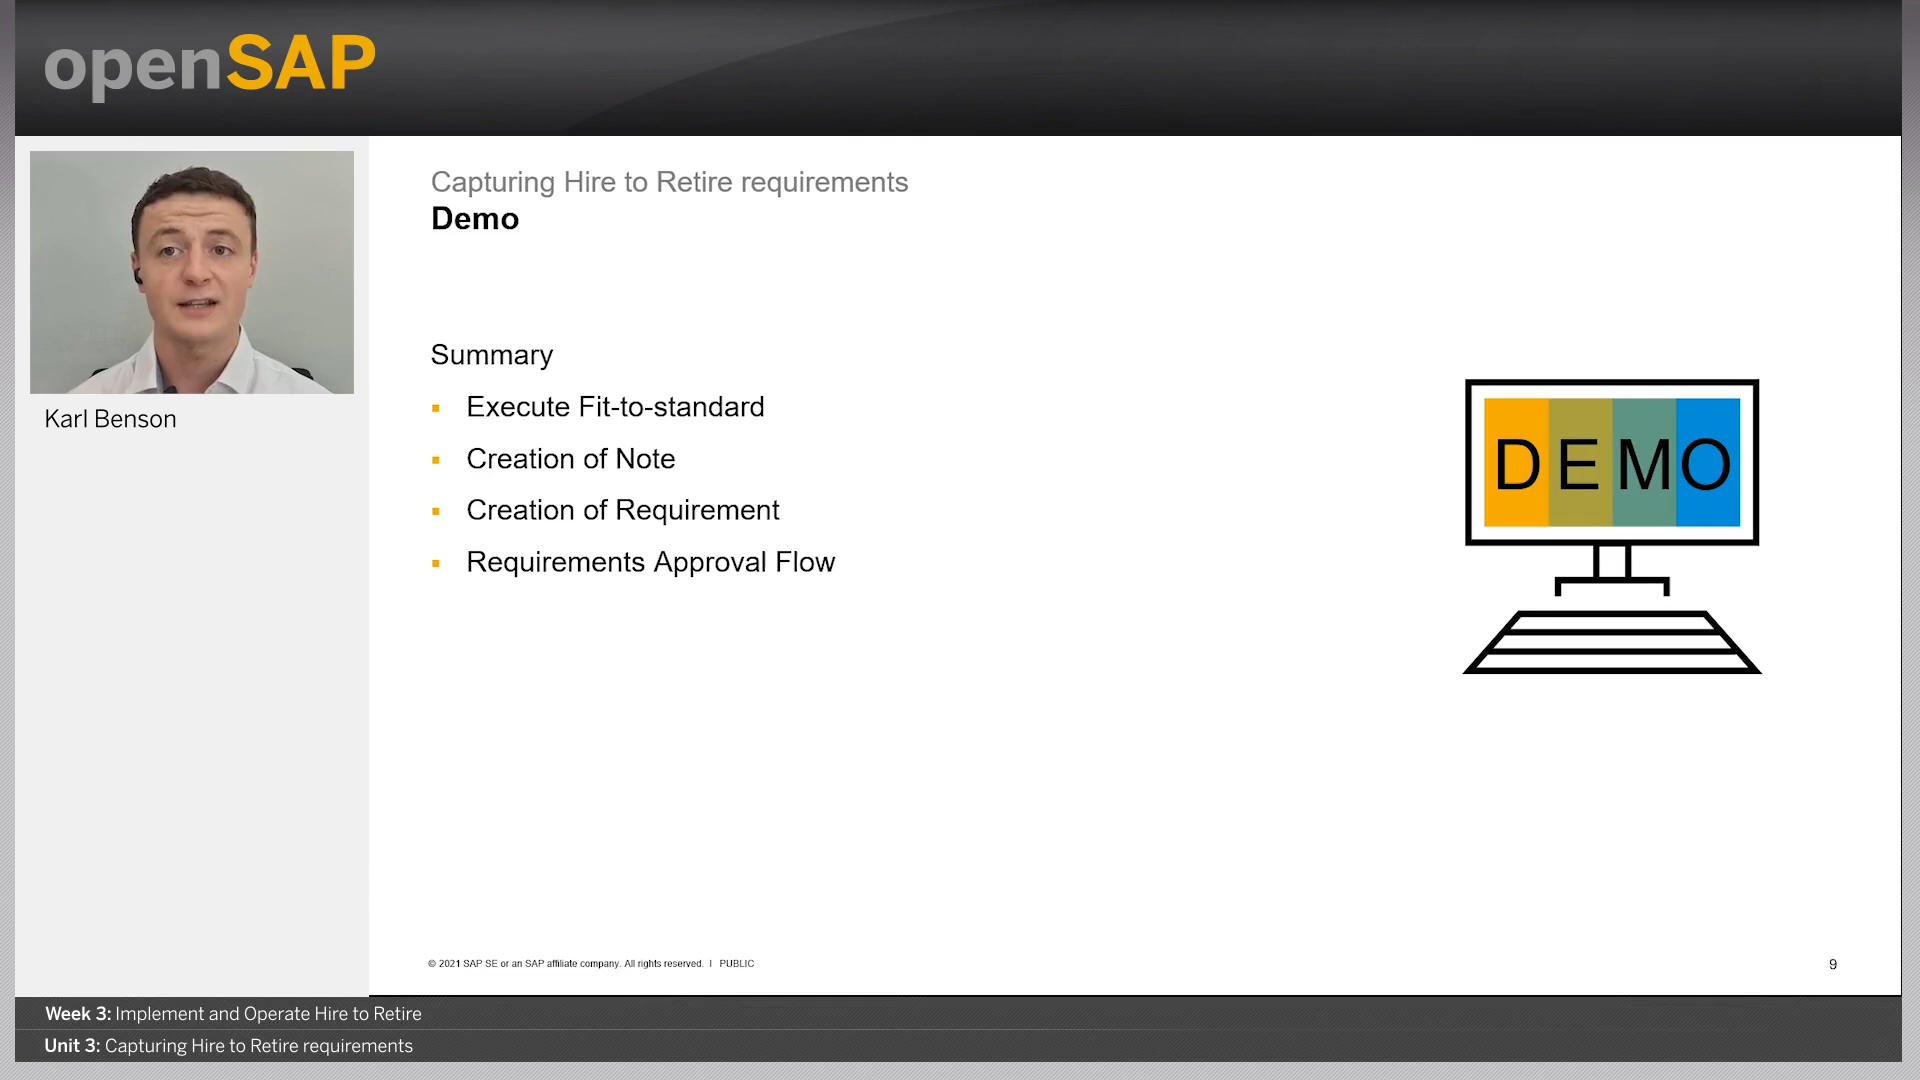 openSAP
Karl Benson
Capturing Hire to Retire requirements
Demo
Summary
▪ Execute Fit-to-standard
▪ Creation of Note
▪ Creation of Requirement
▪ Requirements Approval Flow
DEMO
© 2021 SAP SE or an SAP affiliate company. All rights reserved. I PUBLIC
9
Week 3: Implement and Operate Hire to Retire
Unit 3: Capturing Hire to Retire requirements